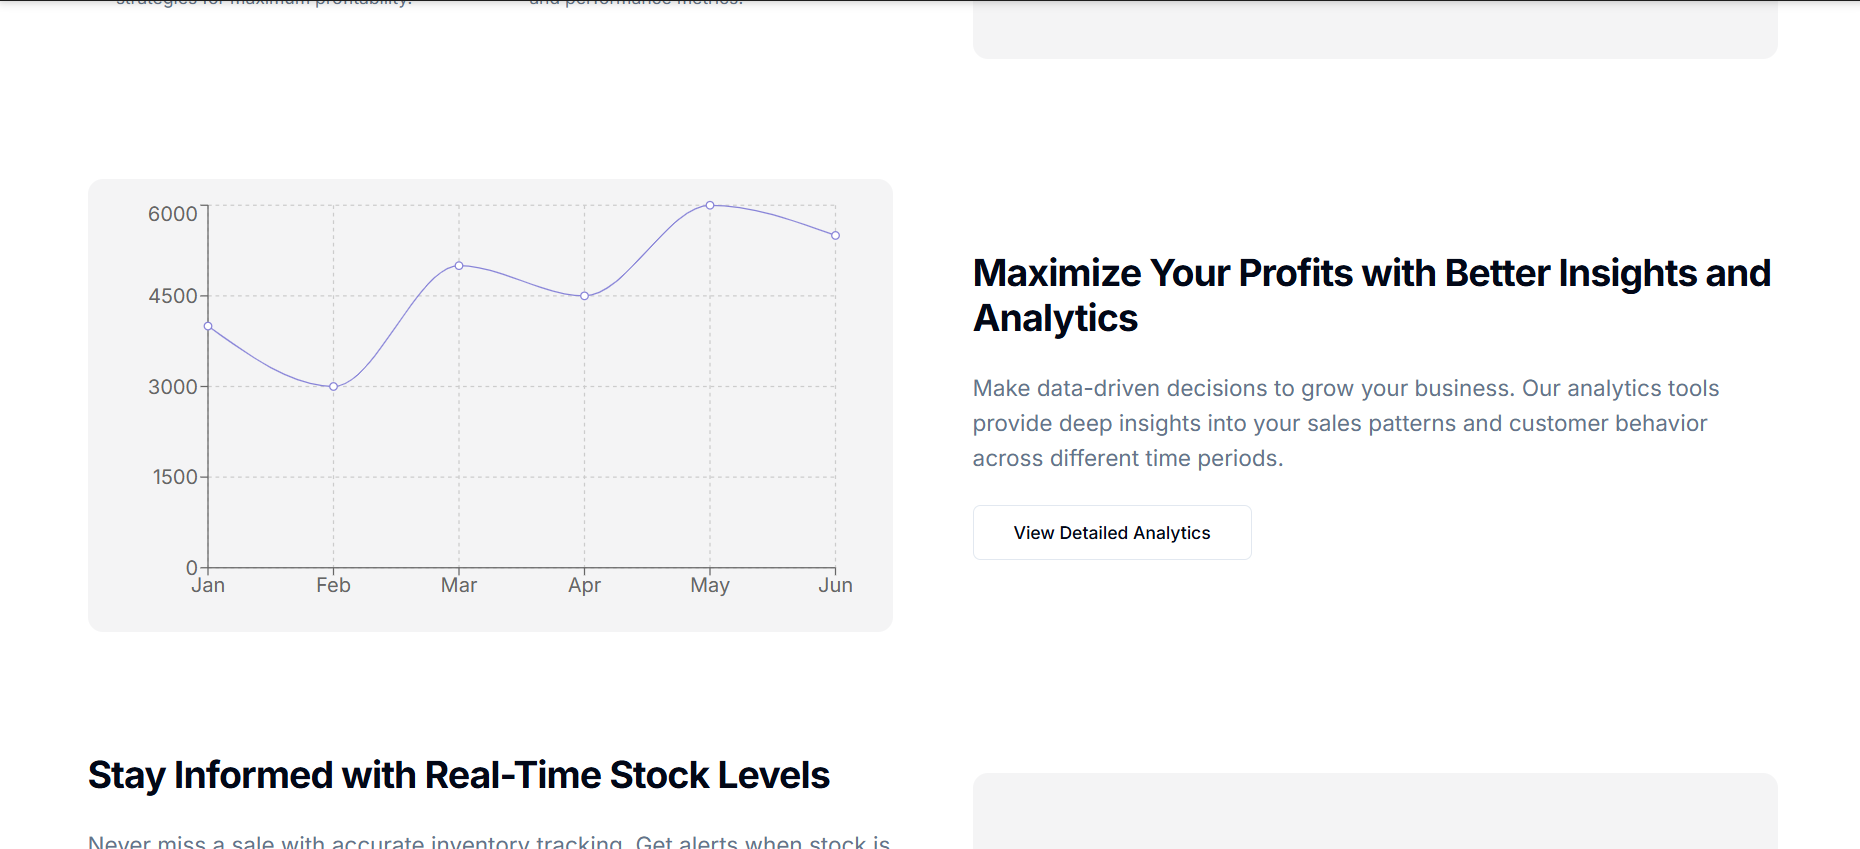 strategies for maximum profitability.
and performance metrics.
6000
4500
3000
1500
0
Jan Feb Mar Apr May Jun
Maximize Your Profits with Better Insights and
Analytics
Make data-driven decisions to grow your business. Our analytics tools
provide deep insights into your sales patterns and customer behavior
across different time periods.
View Detailed Analytics
Stay Informed with Real-Time Stock Levels
Never miss a sale with accurate inventory tracking. Get alerts when stock is